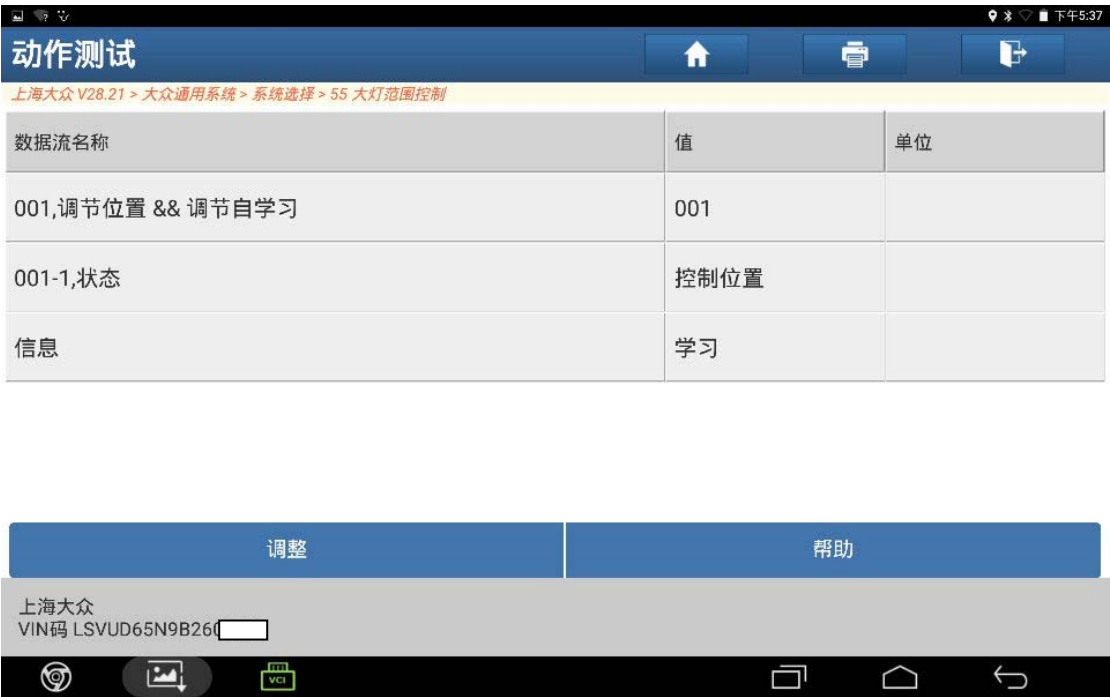 下午5:37
动作测试
上海大众 V28.21 > 大众通用系统 > 系统选择 > 55 大灯范围控制
数据流名称 值 单位
001,调节位置 && 调节自学习 001
001-1,状态 控制位置
信息 学习
调整 帮助
上海大众
VIN码 LSVUD65N9B260
VCI